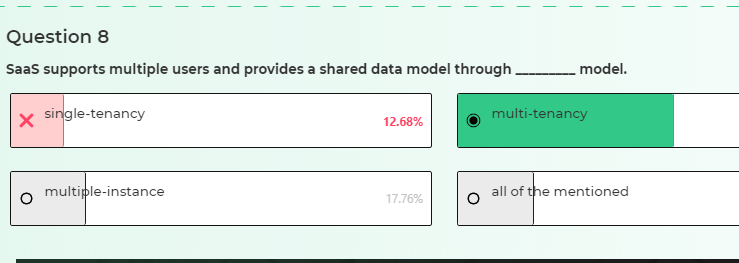 Question 8
SaaS supports multiple users and provides a shared data model through _________ model.
single-tenancy
12.68%
multi-tenancy
multiple-instance
17.76%
all of the mentioned